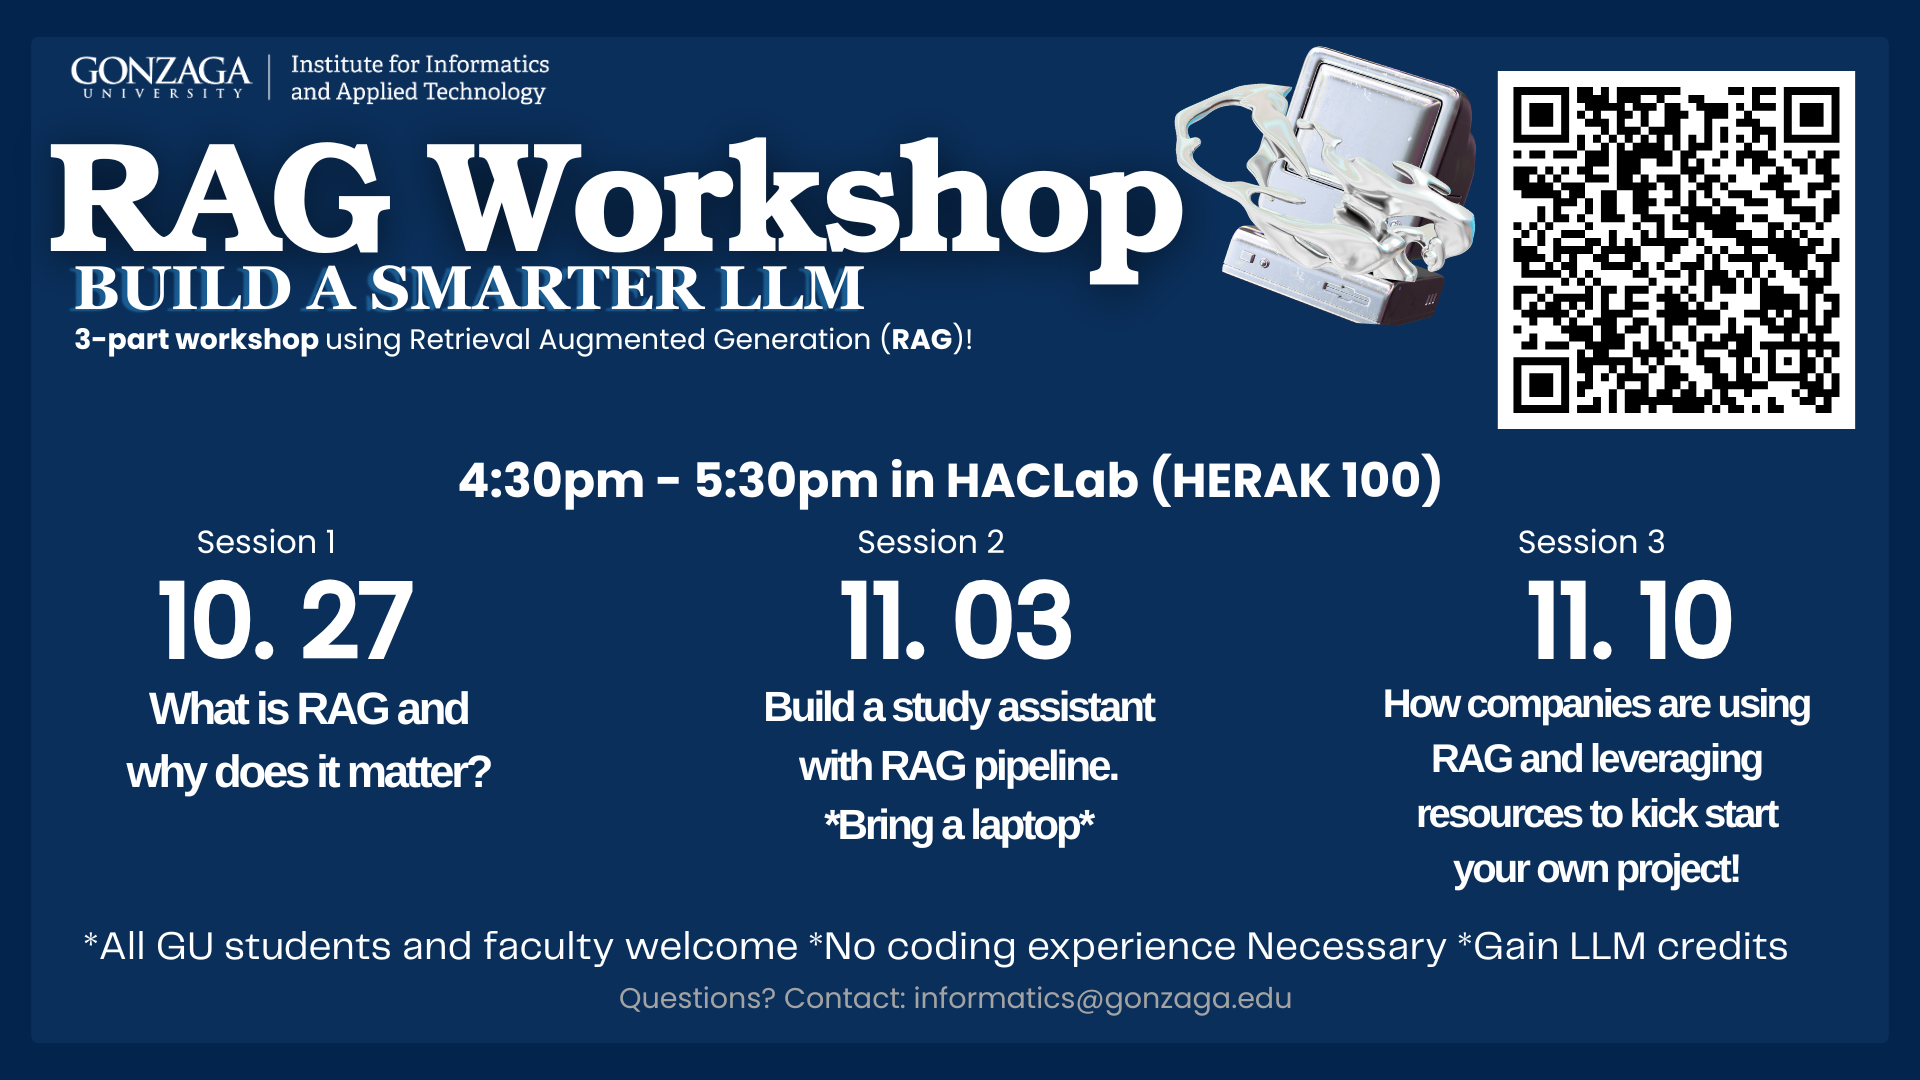 GONZAGA
UNIVERSITY
Institute for Informatics
and Applied Technology
RAG Workshop
BUILD A SMARTER LLM
3-part workshop using Retrieval Augmented Generation (RAG)!
4:30pm - 5:30pm in HACLab (HERAK 100)
Session 1
10. 27
What is RAG and
why does it matter?
Session 2
11. 03
Build a study assistant
with RAG pipeline.
*Bring a laptop*
Session 3
11. 10
How companies are using
RAG and leveraging
resources to kick start
your own project!
*All GU students and faculty welcome *No coding experience Necessary *Gain LLM credits
Questions? Contact: informatics@gonzaga.edu